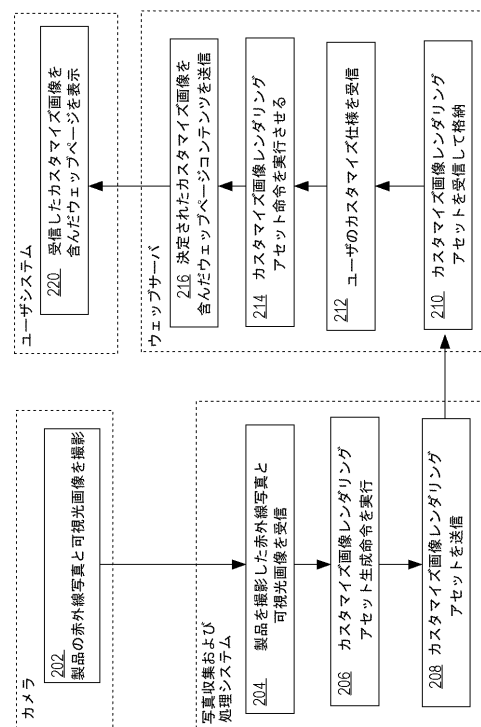 カメラ
202
製品の赤外線写真と可視光画像を撮影
写真収集および
処理システム
204 製品を撮影した赤外線写真と
可視光画像を受信
206 カスタマイズ画像レンダリング
アセット生成命令を実行
208 カスタマイズ画像レンダリング
アセットを送信
ユーザシステム
220 受信したカスタマイズ画像を
含んだウェッブページを表示
ウェッブサーバ
216 決定されたカスタマイズ画像を
含んだウェッブページコンテンツを送信
214 カスタマイズ画像レンダリング
アセット命令を実行させる
212 ユーザのカスタマイズ仕様を受信
210 カスタマイズ画像レンダリング
アセットを受信して格納